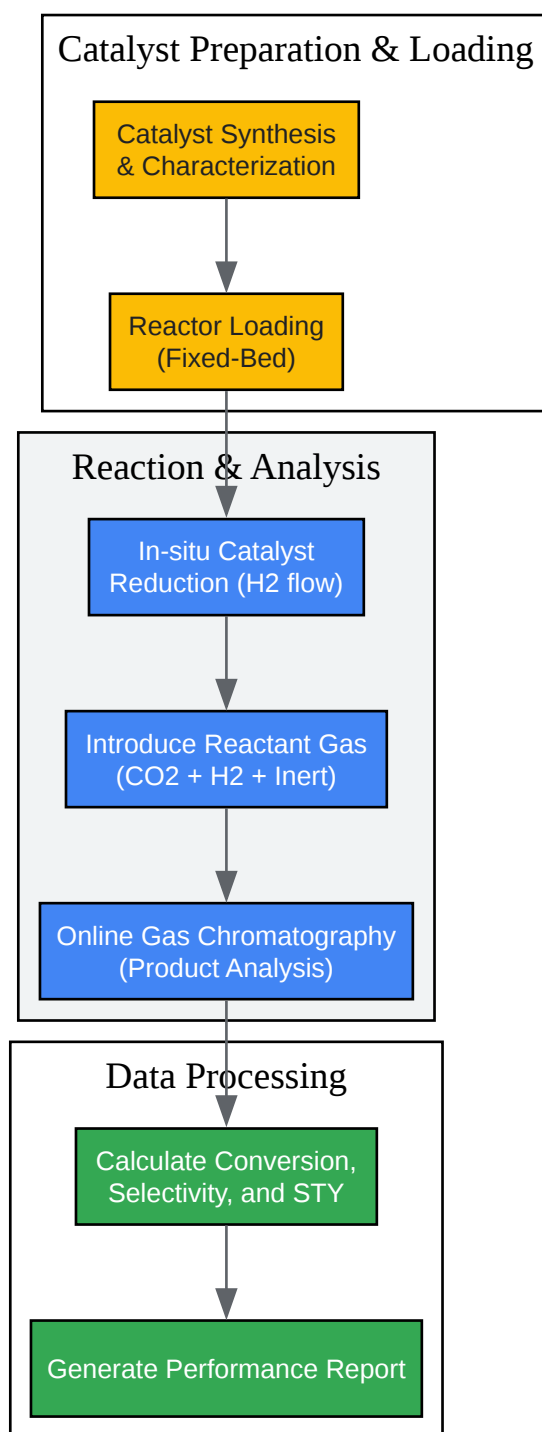 Catalyst Preparation & Loading
Catalyst Synthesis
& Characterization
Reactor Loading
(Fixed-Bed)
Reaction & Analysis
In-situ Catalyst
Reduction (H2 flow)
Introduce Reactant Gas
(CO2 + H2 + Inert)
Online Gas Chromatography
(Product Analysis)
Data Processing
Calculate Conversion,
Selectivity, and STY
Generate Performance Report